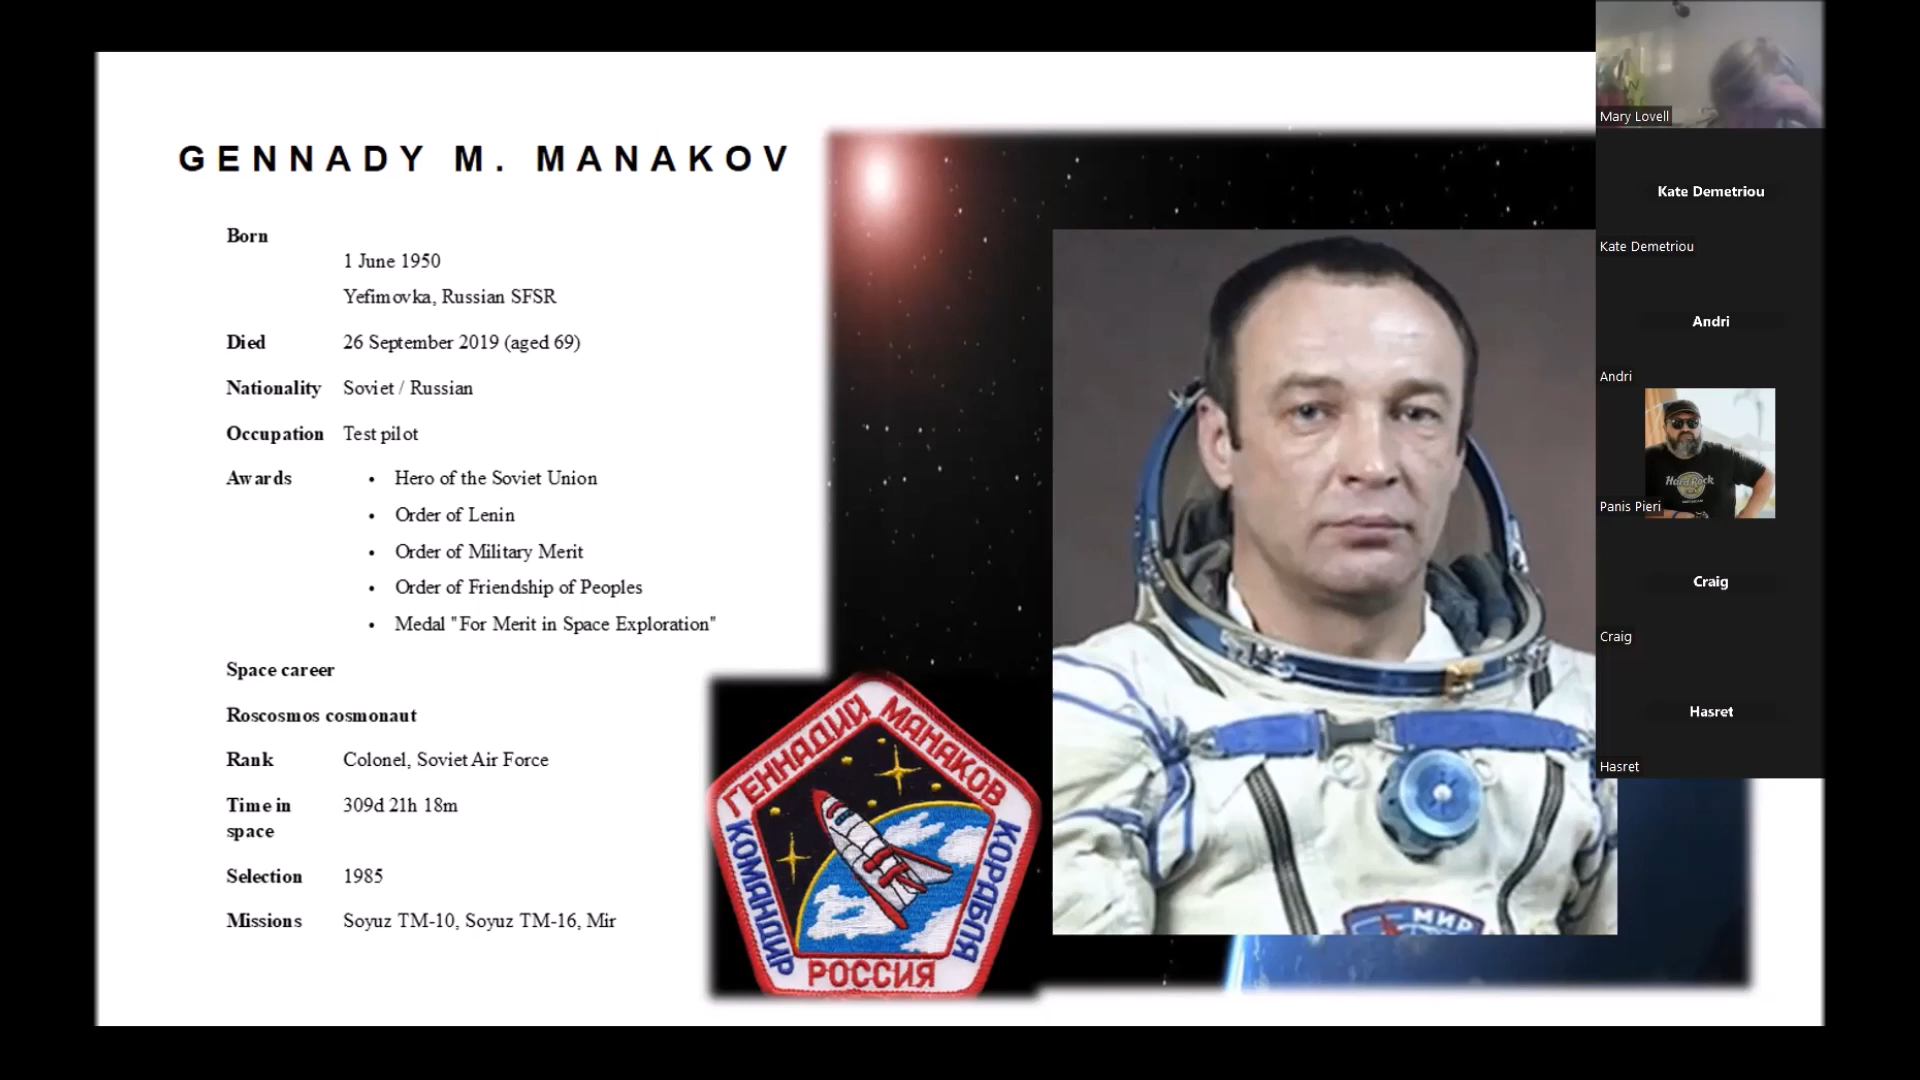 GENNADY M. MANAKOV
Born
1 June 1950
Yefimovka, Russian SFSR
Died 26 September 2019 (aged 69)
Nationality Soviet / Russian
Occupation Test pilot
Awards • Hero of the Soviet Union
• Order of Lenin
• Order of Military Merit
• Order of Friendship of Peoples
• Medal "For Merit in Space Exploration"
Space career
Roscosmos cosmonaut
Rank Colonel, Soviet Air Force
Time in 309d 21h 18m
space
Selection 1985
Missions Soyuz TM-10, Soyuz TM-16, Mir
ГЕННАДИЙ МАНАКОВ
КОМАНДИР
КОРАБЛЯ
РОССИЯ
МИР
Mary Lovell
Kate Demetriou
Kate Demetriou
Andri
Andri
Hard Rock
Panis Pieri
Craig
Craig
Hasret
Hasret